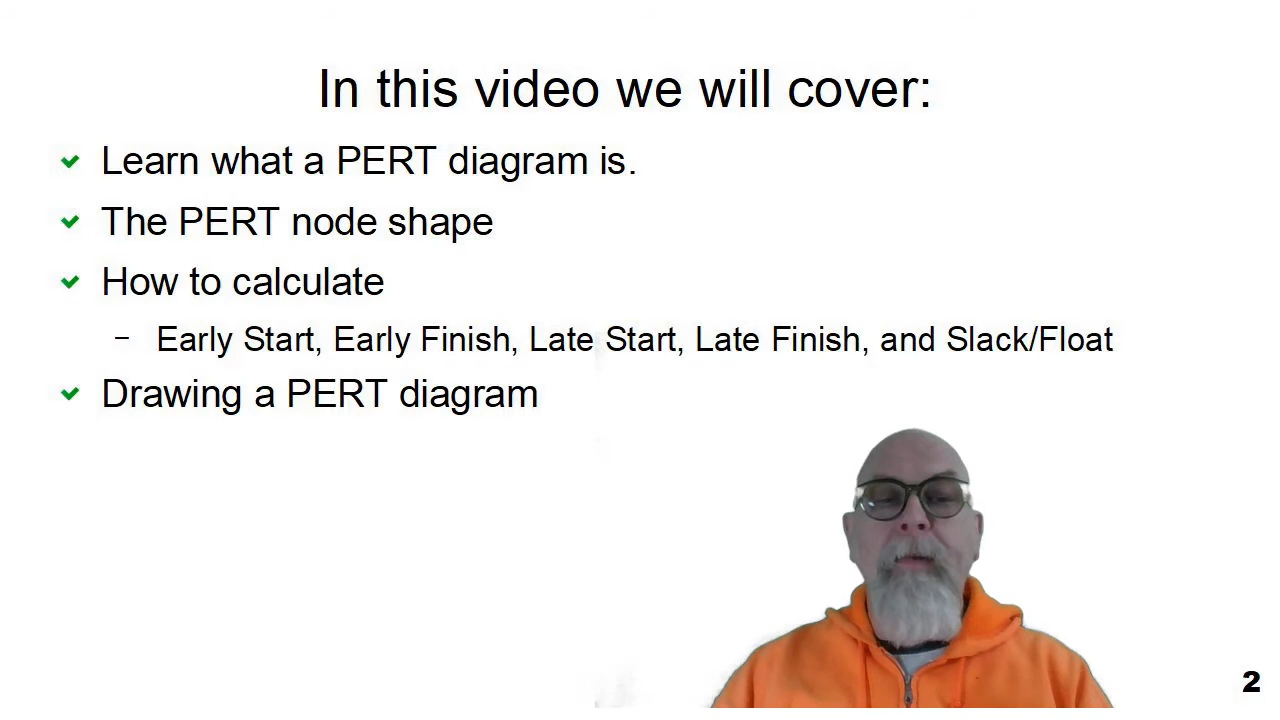 In this video we will cover:
Learn what a PERT diagram is.
The PERT node shape
How to calculate
– Early Start, Early Finish, Late Start, Late Finish, and Slack/Float
Drawing a PERT diagram
2